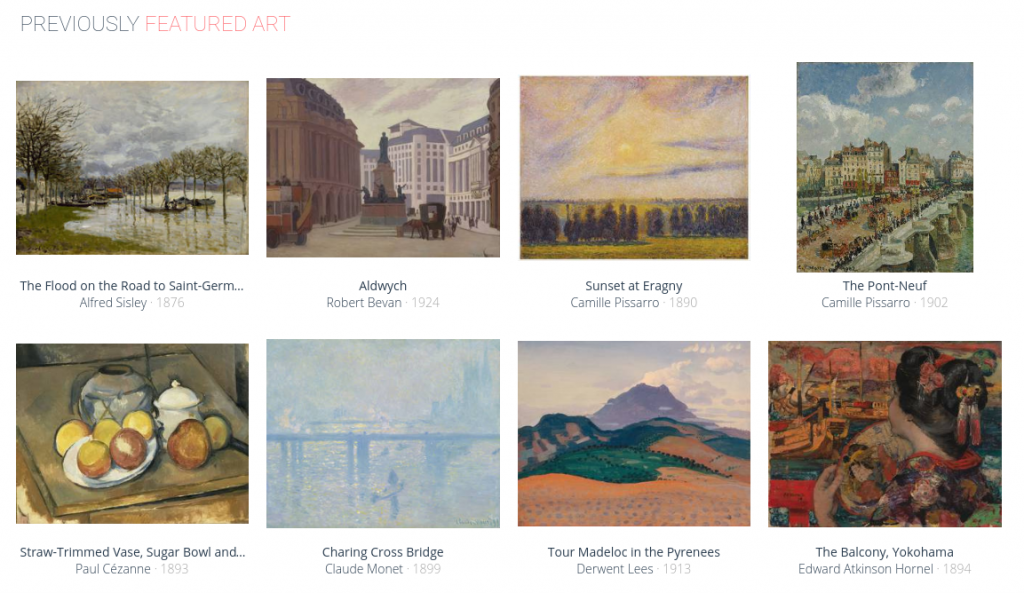 PREVIOUSLY FEATURED ART
The Flood on the Road to Saint-Germ...
Alfred Sisley · 1876
Aldwych
Robert Bevan · 1924
Sunset at Eragny
Camille Pissarro · 1890
The Pont-Neuf
Camille Pissarro · 1902
Straw-Trimmed Vase, Sugar Bowl and...
Paul Cézanne · 1893
Charing Cross Bridge
Claude Monet · 1899
Tour Madeloc in the Pyrenees
Derwent Lees · 1913
The Balcony, Yokohama
Edward Atkinson Hornel · 1894